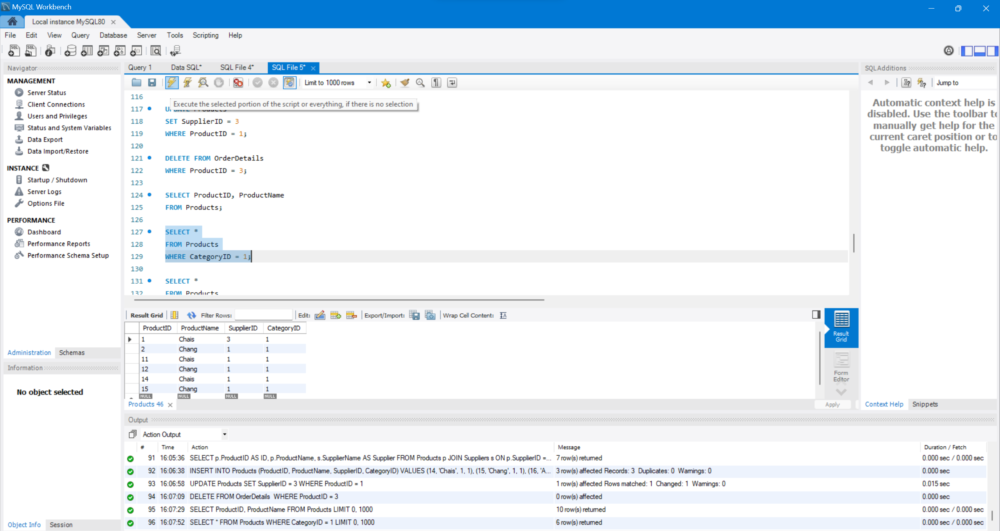 MySQL Workbench
Local instance MySQL80
File Edit View Query Database Server Tools Scripting Help
Navigator
MANAGEMENT
Server Status
Client Connections
Users and Privileges
Status and System Variables
Data Export
Data Import/Restore
INSTANCE
Startup / Shutdown
Server Logs
Options File
PERFORMANCE
Dashboard
Performance Reports
Performance Schema Setup
Administration Schemas
Information
No object selected
Object Info Session
Query 1 Data SQL* SQL File 4* SQL File 5*
Limit to 1000 rows
Execute the selected portion of the script or everything, if there is no selection
116
117 UPDATE Products
118 SET SupplierID = 3
119 WHERE ProductID = 1;
120
121 DELETE FROM OrderDetails
122 WHERE ProductID = 3;
123
124 SELECT ProductID, ProductName
125 FROM Products;
126
127 SELECT *
128 FROM Products
129 WHERE CategoryID = 1;
130
131 SELECT *
132 FROM Products
Result Grid Filter Rows: Edit: Export/Import: Wrap Cell Content:
ProductID ProductName SupplierID CategoryID
1 Chais 3 1
2 Chang 1 1
11 Chais 1 1
12 Chang 1 1
14 Chais 1 1
15 Chang 1 1
NULL NULL NULL NULL
Result
Grid
Form
Editor
Products 46
Apply
SQLAdditions
Jump to
Automatic context help is
disabled. Use the toolbar to
manually get help for the
current caret position or to
toggle automatic help.
Context Help Snippets
Output
Action Output
# Time Action Message Duration / Fetch
91 16:05:36 SELECT p.ProductID AS ID, p.ProductName, s.SupplierName AS Supplier FROM Products p JOIN Suppliers s ON p.SupplierID =... 7 row(s) returned 0.000 sec / 0.000 sec
92 16:06:38 INSERT INTO Products (ProductID, ProductName, SupplierID, CategoryID) VALUES (14, 'Chais', 1, 1), (15, 'Chang', 1, 1), (16, 'A... 3 row(s) affected Records: 3 Duplicates: 0 Warnings: 0 0.000 sec
93 16:06:58 UPDATE Products SET SupplierID = 3 WHERE ProductID = 1 1 row(s) affected Rows matched: 1 Changed: 1 Warnings: 0 0.015 sec
94 16:07:09 DELETE FROM OrderDetails WHERE ProductID = 3 0 row(s) affected 0.000 sec
95 16:07:29 SELECT ProductID, ProductName FROM Products LIMIT 0, 1000 10 row(s) returned 0.000 sec / 0.000 sec
96 16:07:52 SELECT * FROM Products WHERE CategoryID = 1 LIMIT 0, 1000 6 row(s) returned 0.000 sec / 0.000 sec